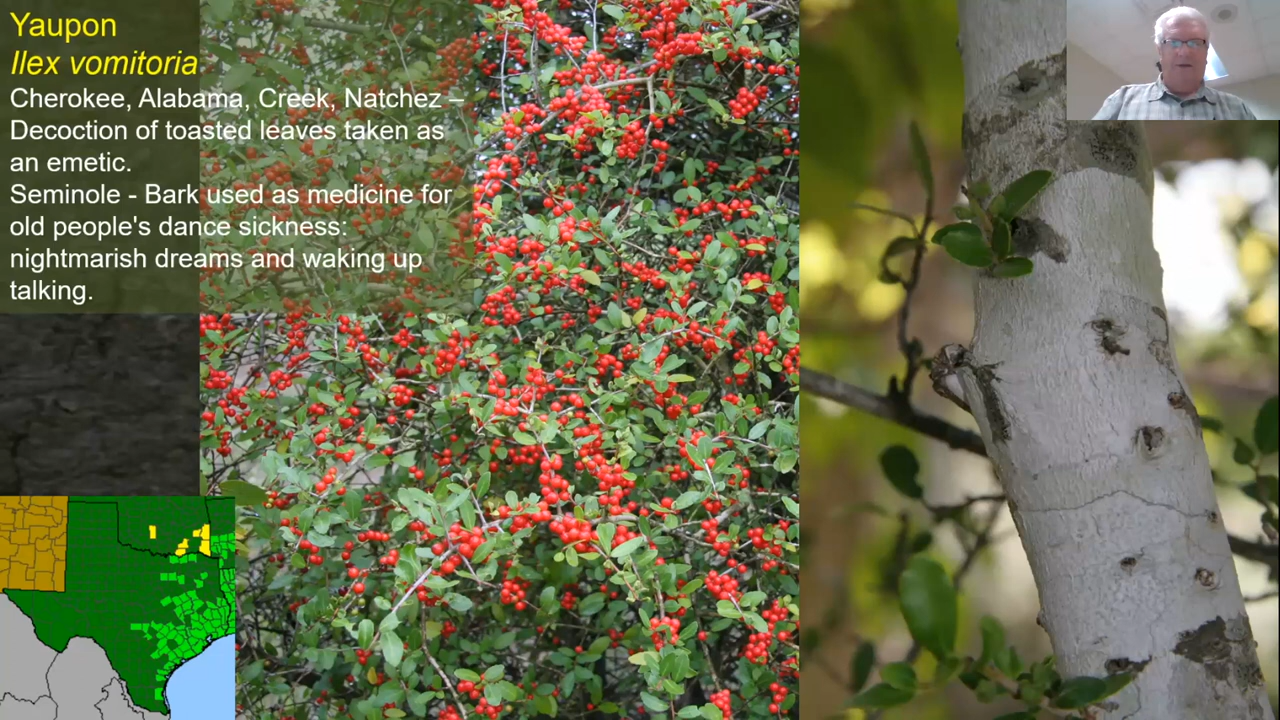 Yaupon
Ilex vomitoria
Cherokee, Alabama, Creek, Natchez –
Decoction of toasted leaves taken as
an emetic.
Seminole - Bark used as medicine for
old people's dance sickness:
nightmarish dreams and waking up
talking.